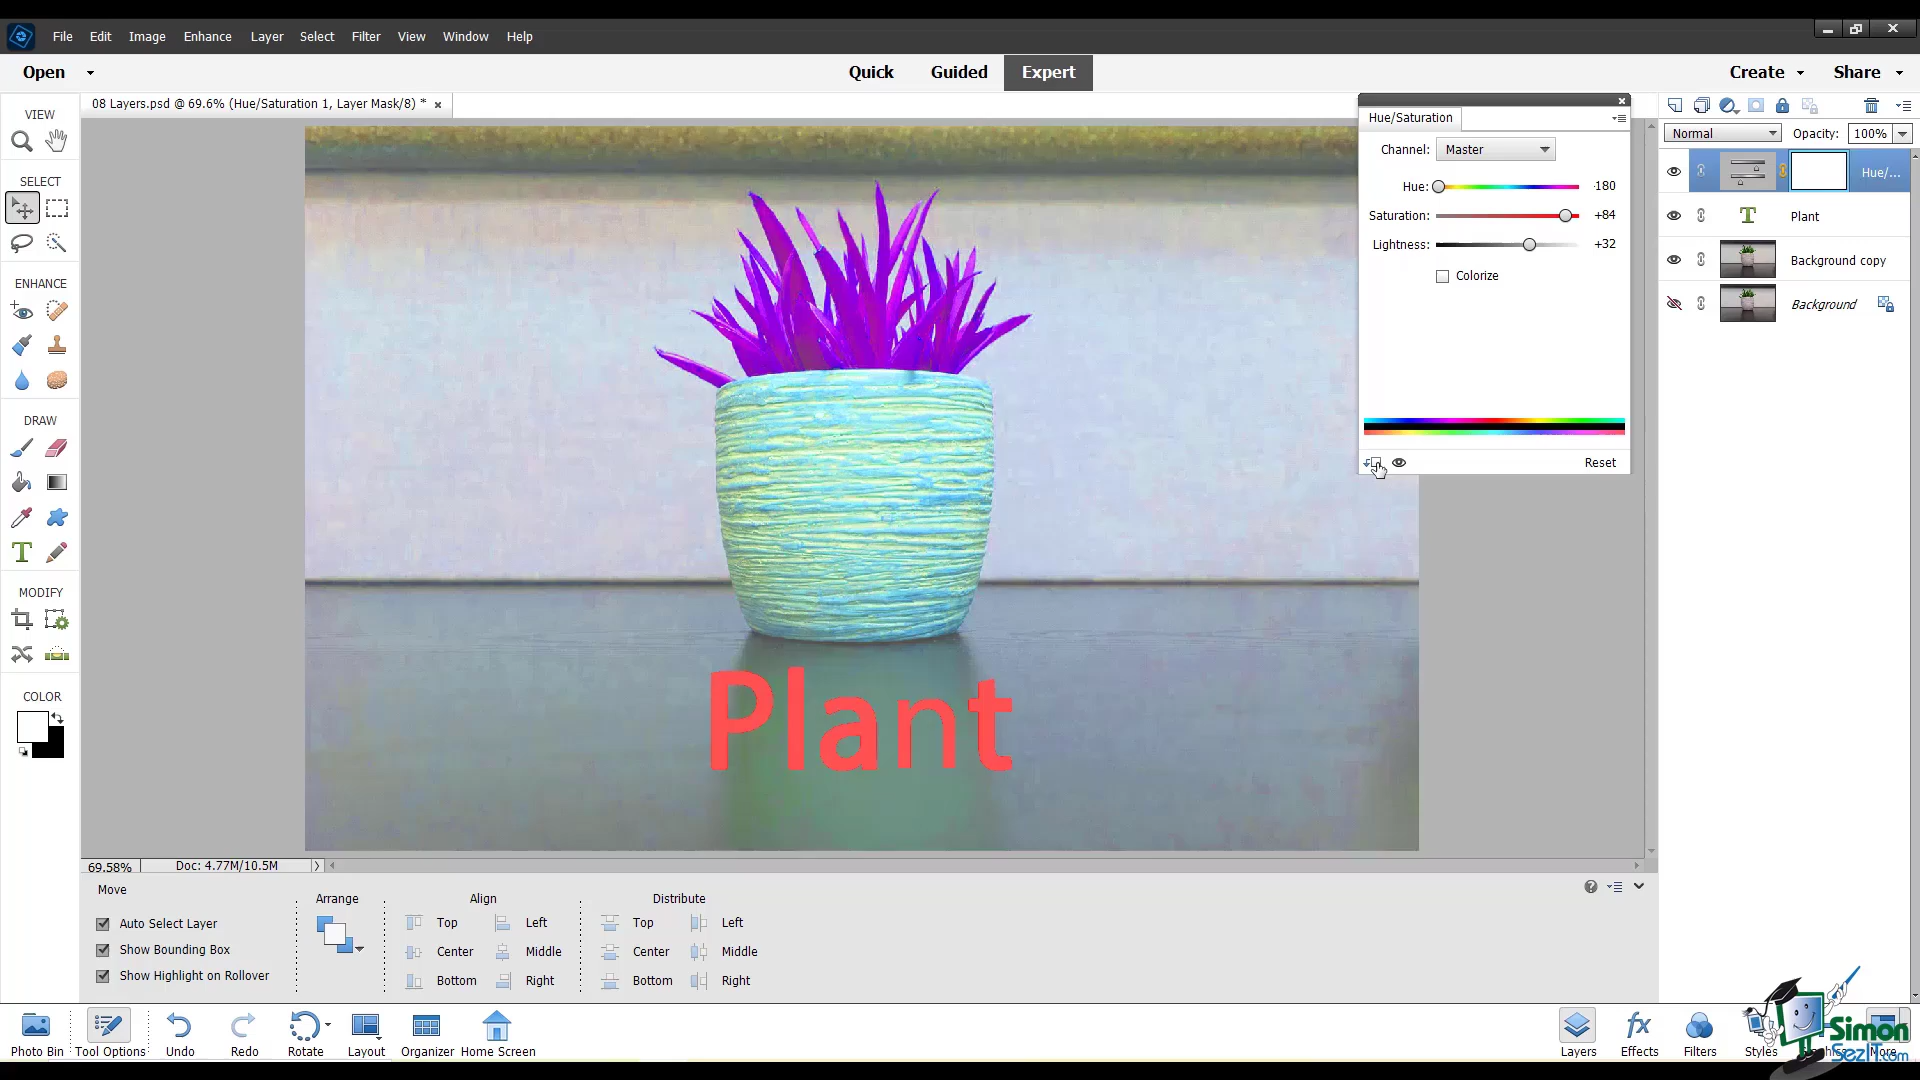 File Edit Image Enhance Layer Select Filter View Window Help
Open Quick Guided Expert Create Share
08 Layers.psd @ 69.6% (Hue/Saturation 1, Layer Mask/8) * ×
VIEW
SELECT
ENHANCE
DRAW
MODIFY
COLOR
Hue/Saturation
Channel: Master
Hue: -180
Saturation: +84
Lightness: +32
Colorize
Reset
Normal Opacity: 100%
Hue/...
T Plant
Background copy
Background
Plant
69.58% Doc: 4.77M/10.5M
Move
Auto Select Layer
Show Bounding Box
Show Highlight on Rollover
Arrange
Align
Top Left
Center Middle
Bottom Right
Distribute
Top Left
Center Middle
Bottom Right
Photo Bin Tool Options Undo Redo Rotate Layout Organizer Home Screen
Layers Effects Filters Styles More
Simon
SezIT.com